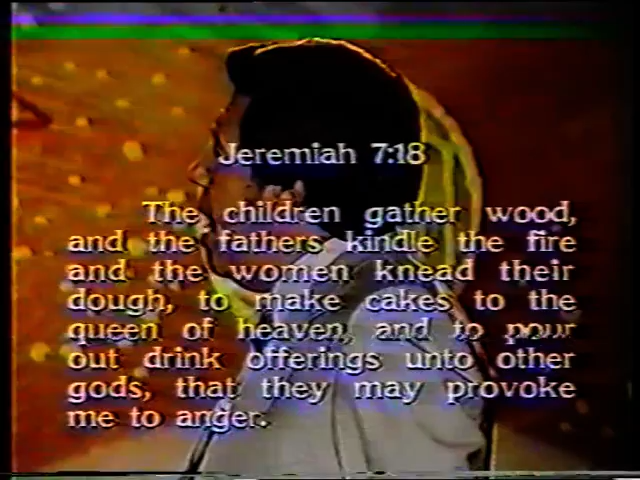 Jeremiah 7:18
The children gather wood,
and the fathers kindle the fire
and the women knead their
dough, to make cakes to the
queen of heaven, and to pour
out drink offerings unto other
gods, that they may provoke
me to anger.